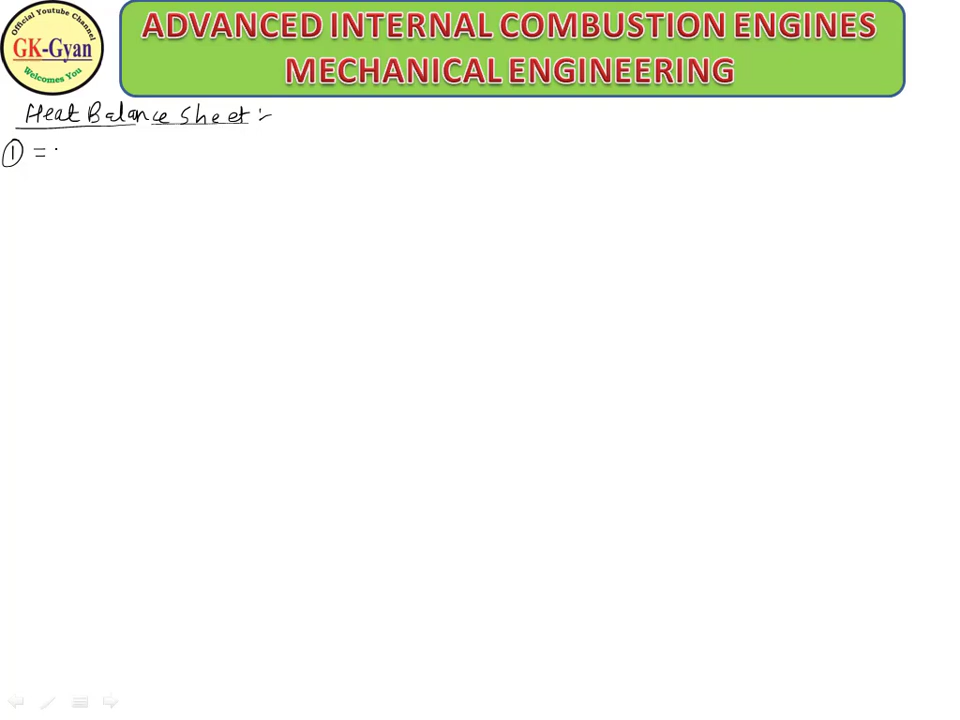 Official Youtube Channel
GK-Gyan
Welcomes You
ADVANCED INTERNAL COMBUSTION ENGINES
MECHANICAL ENGINEERING
Heat Balance Sheet :-
① =